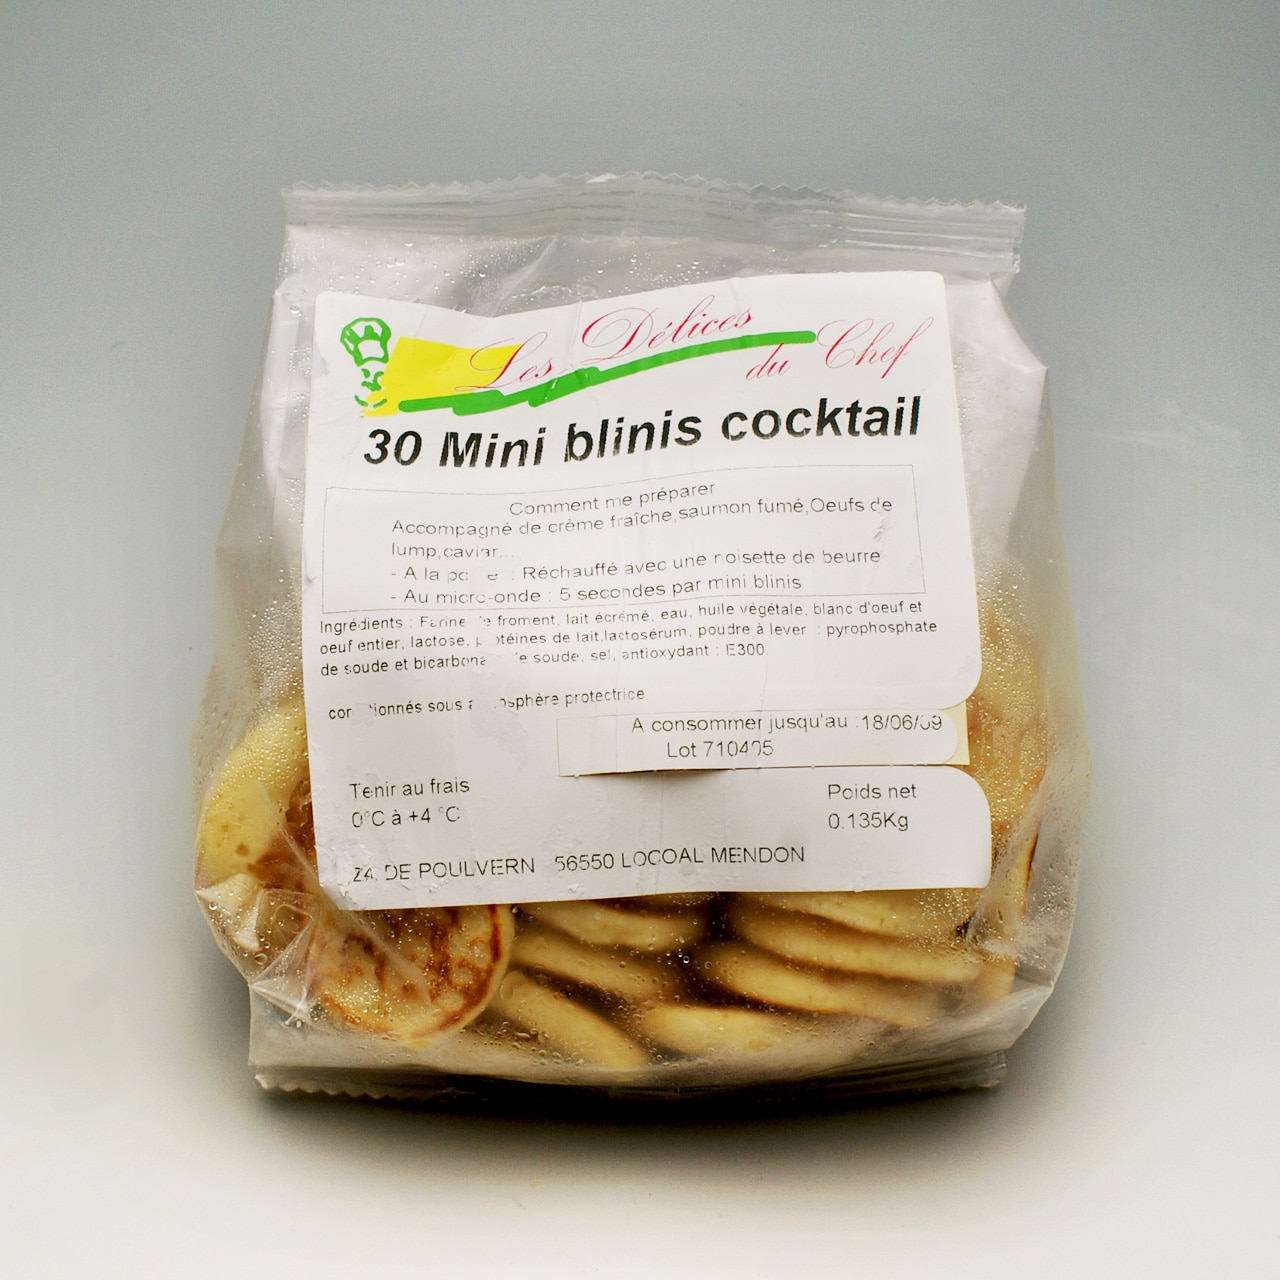 Les Délices du Chef
30 Mini blinis cocktail
Comment me préparer
Accompagné de crème fraîche,saumon fumé,Oeufs de
lump,caviar...
- A la : Réchauffé avec une noisette de beurre
- Au micro-onde : 5 secondes par mini blinis
Ingrédients : Farine de froment, lait écrémé, eau, huile végétale, blanc d'oeuf et
oeuf entier, lactose, protéines de lait,lactosérum, poudre à lever : pyrophosphate
de soude et bicarbonate de soude, sel, antioxydant : E300
conditionnés sous atmosphère protectrice
A consommer jusqu'au :18/06/09
Lot 710405
Tenir au frais
0°C à +4 °C
Poids net
0.135Kg
ZA DE POULVERN 56550 LOCOAL MENDON